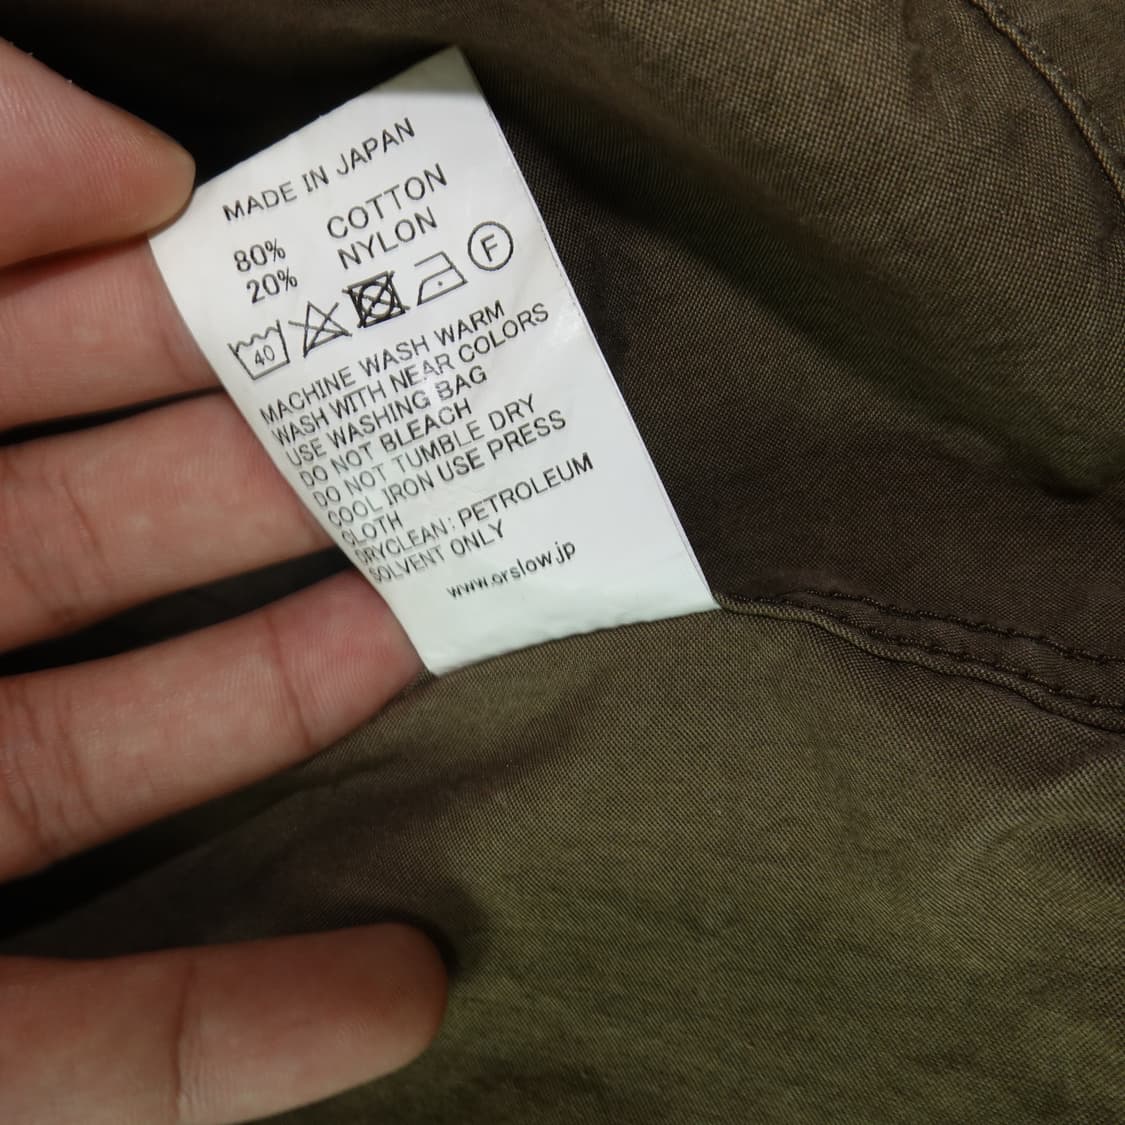 MADE IN JAPAN
80% COTTON
20% NYLON
40 F
MACHINE WASH WARM
WASH WITH NEAR COLORS
USE WASHING BAG
DO NOT BLEACH
DO NOT TUMBLE DRY
COOL IRON USE PRESS
CLOTH
DRYCLEAN: PETROLEUM
SOLVENT ONLY
www.orslow.jp